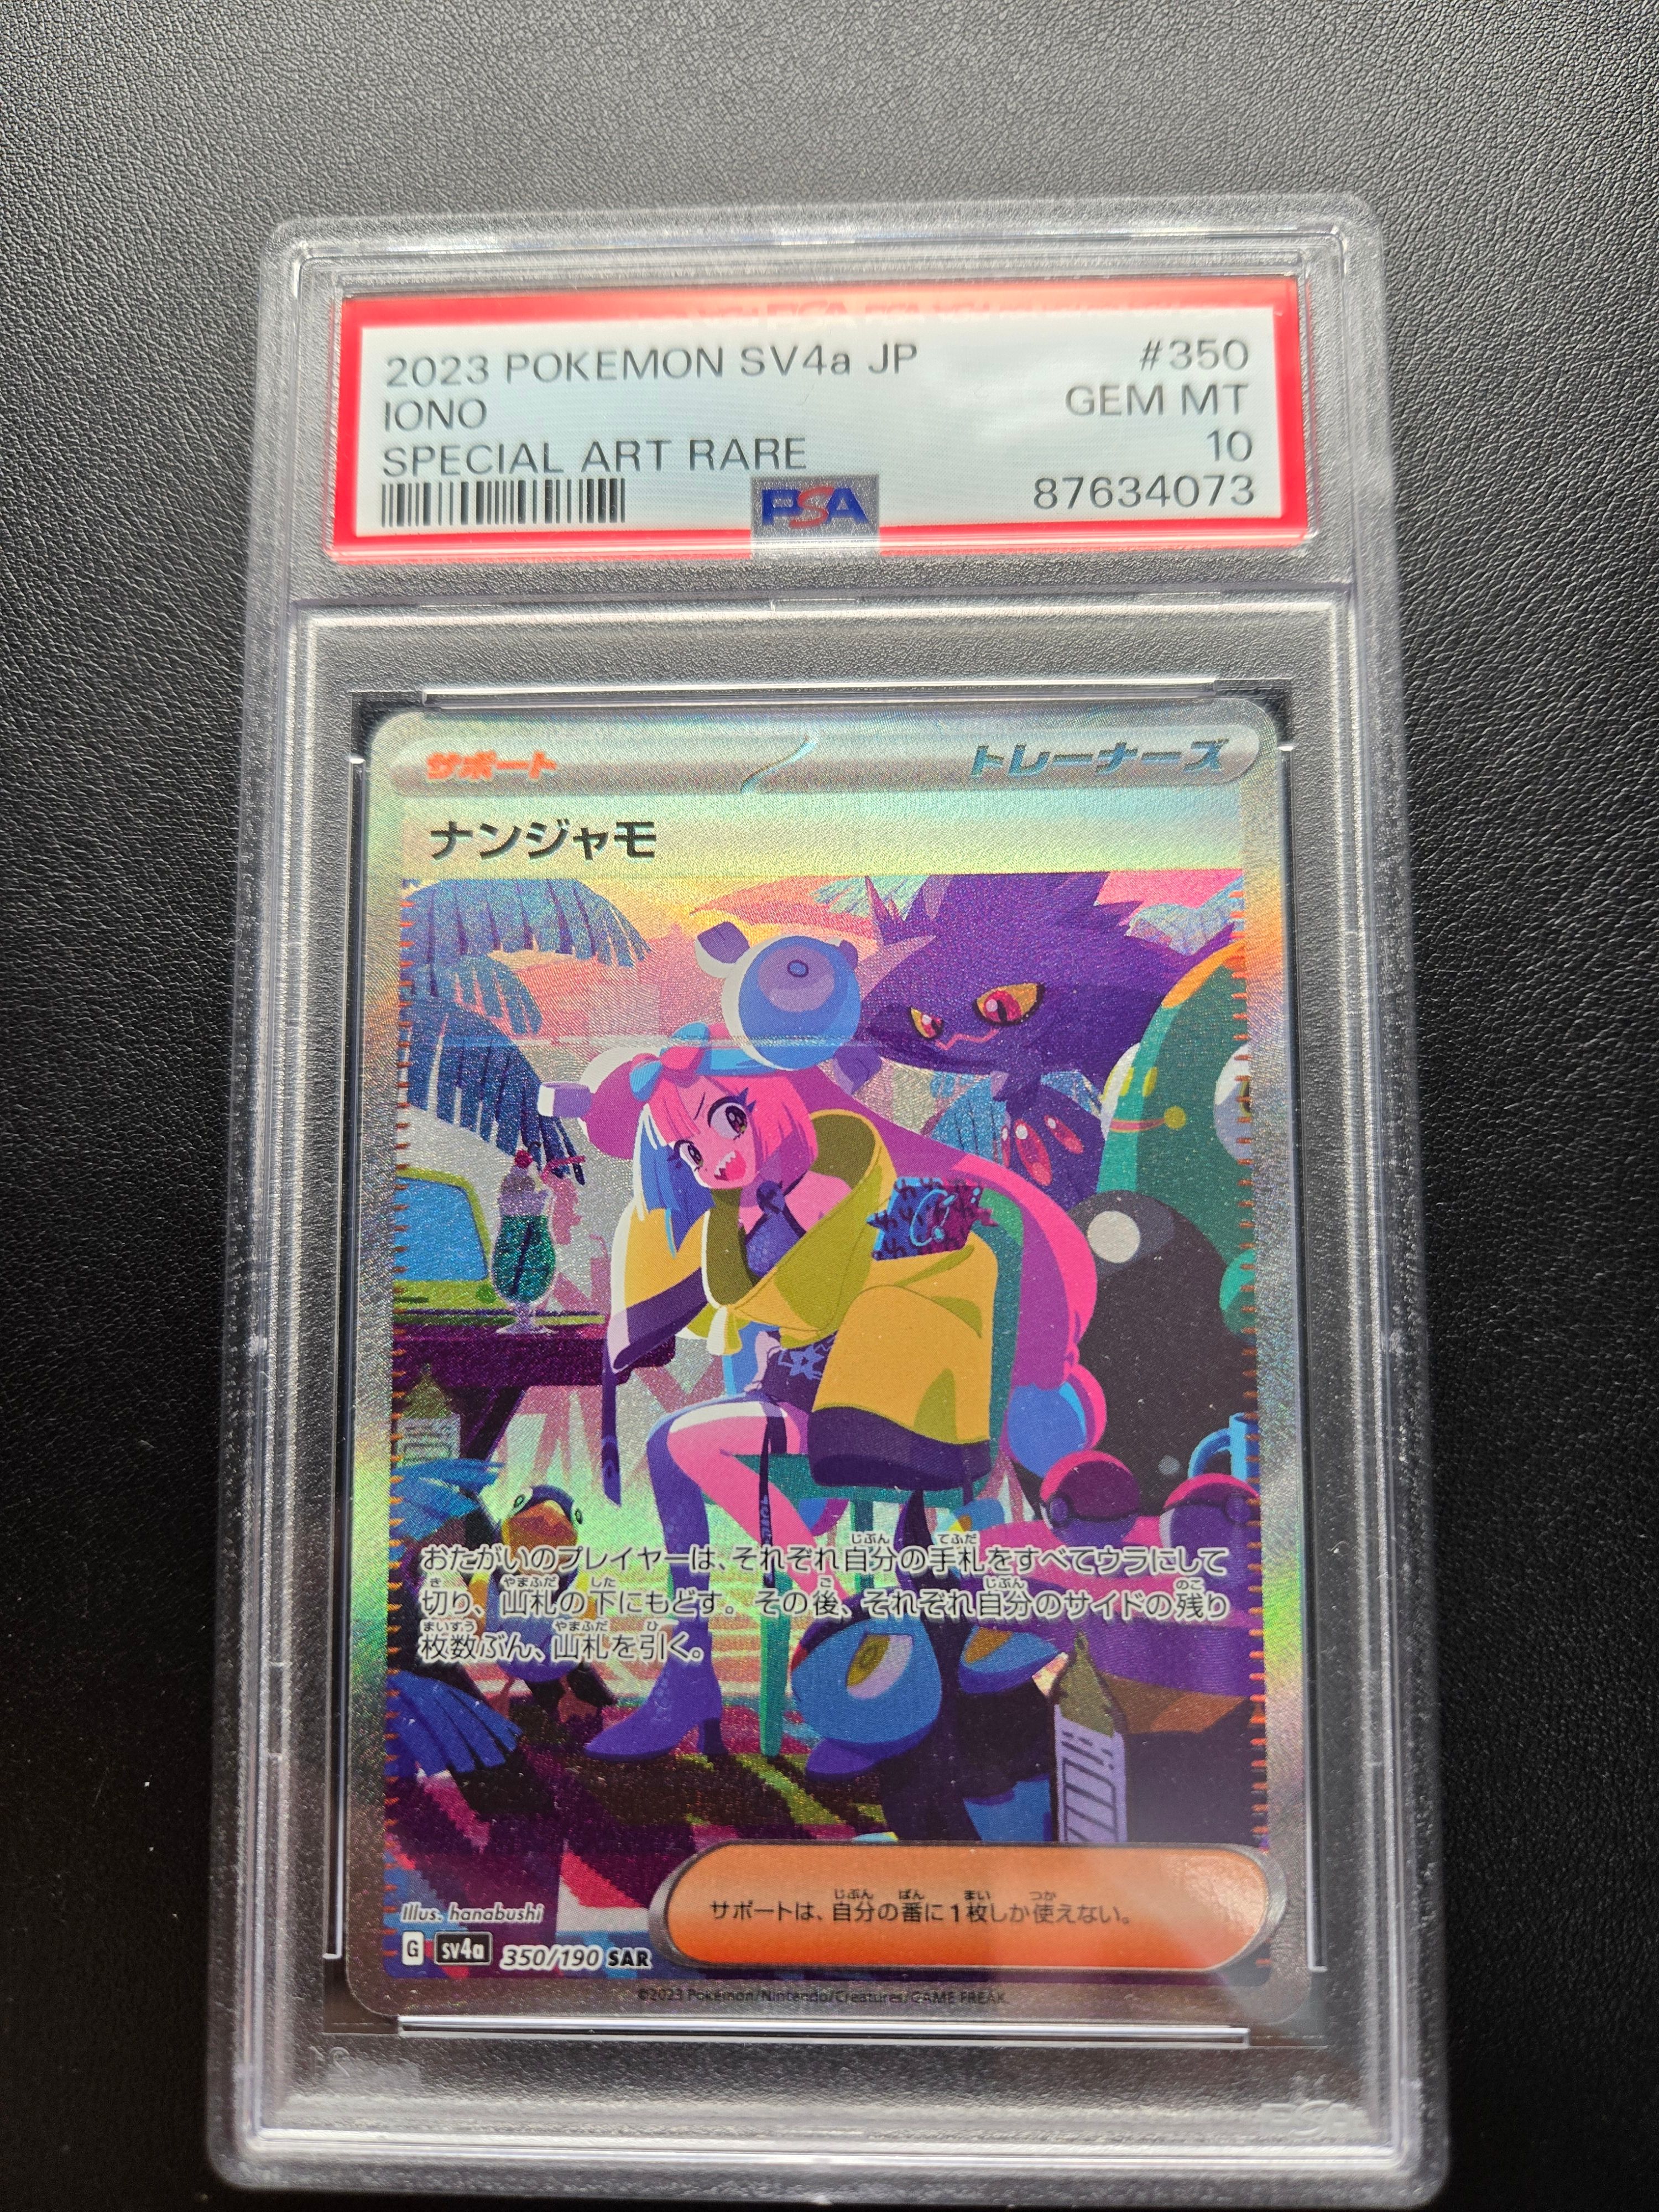 2023 POKEMON SV4a JP #350
IONO GEM MT
SPECIAL ART RARE 10
PSA 87634073
サポート トレーナーズ
ナンジャモ
おたがいのプレイヤーは、それぞれ自分の手札をすべてウラにして
切り、山札の下にもどす。その後、それぞれ自分のサイドの残り
枚数ぶん、山札を引く。
サポートは、自分の番に1枚しか使えない。
Illus. hanabushi
G sv4a 350/190 SAR
©2023 Pokémon/Nintendo/Creatures/GAME FREAK.